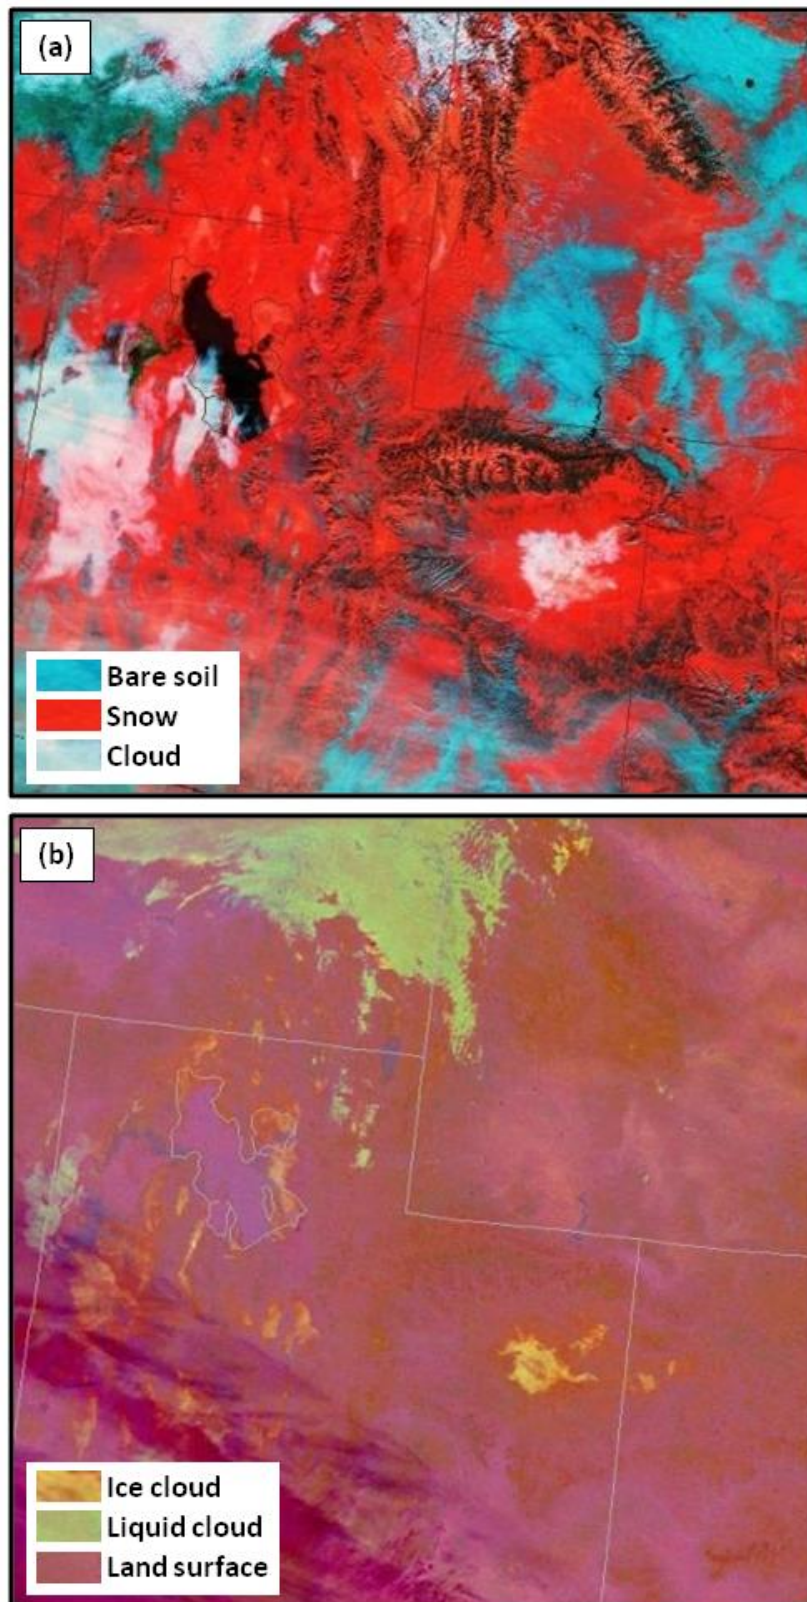 (a)
Bare soil
Snow
Cloud
(b)
Ice cloud
Liquid cloud
Land surface